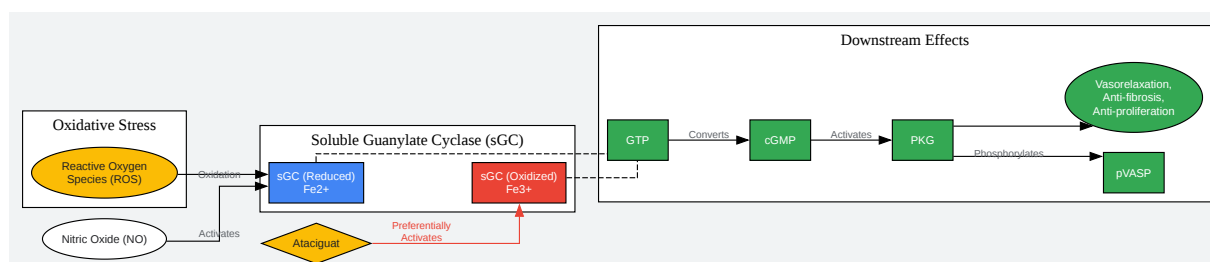 Oxidative Stress
Reactive Oxygen
Species (ROS)
Nitric Oxide (NO)
Oxidation
Activates
Soluble Guanylate Cyclase (sGC)
sGC (Reduced)
Fe2+
sGC (Oxidized)
Fe3+
Ataciguat
Preferentially
Activates
Downstream Effects
GTP
Converts
cGMP
Activates
PKG
Phosphorylates
Vasorelaxation,
Anti-fibrosis,
Anti-proliferation
pVASP